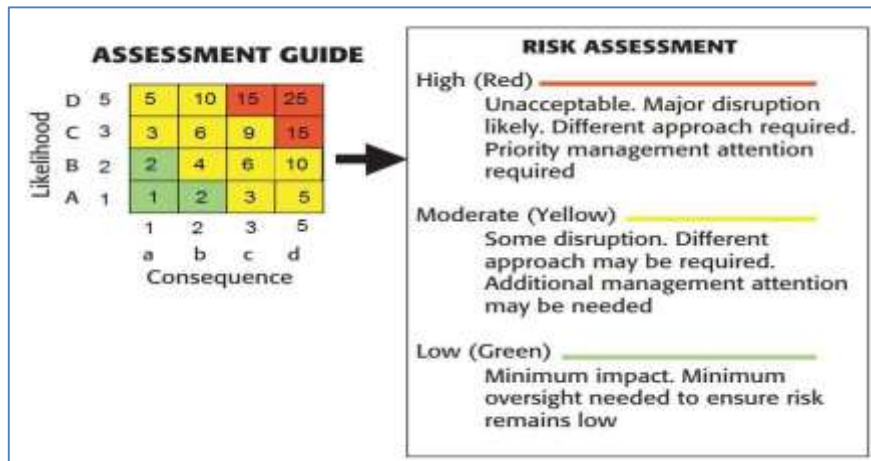 ASSESSMENT GUIDE
Likelihood
D 5 5 10 15 25
C 3 3 6 9 15
B 2 2 4 6 10
A 1 1 2 3 5
1 2 3 5
a b c d
Consequence
RISK ASSESSMENT
High (Red)
Unacceptable. Major disruption
likely. Different approach required.
Priority management attention
required
Moderate (Yellow)
Some disruption. Different
approach may be required.
Additional management attention
may be needed
Low (Green)
Minimum impact. Minimum
oversight needed to ensure risk
remains low